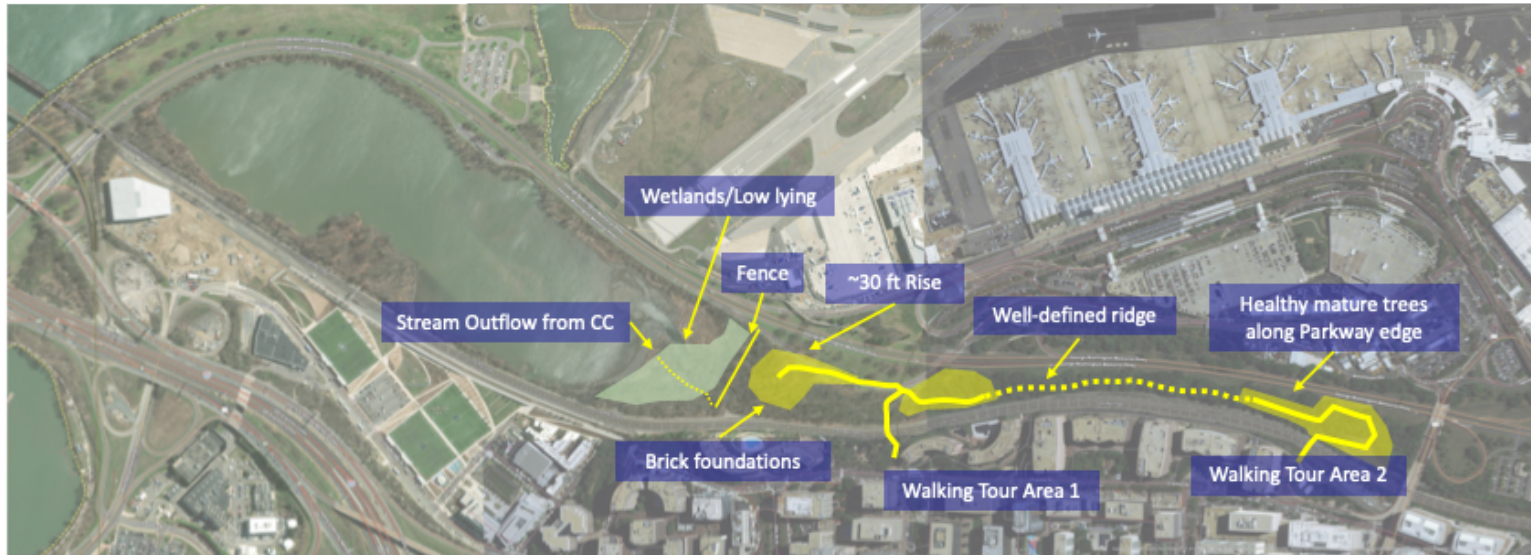 Wetlands/Low lying
Fence
~30 ft Rise
Stream Outflow from CC
Well-defined ridge
Healthy mature trees
along Parkway edge
Brick foundations
Walking Tour Area 1
Walking Tour Area 2